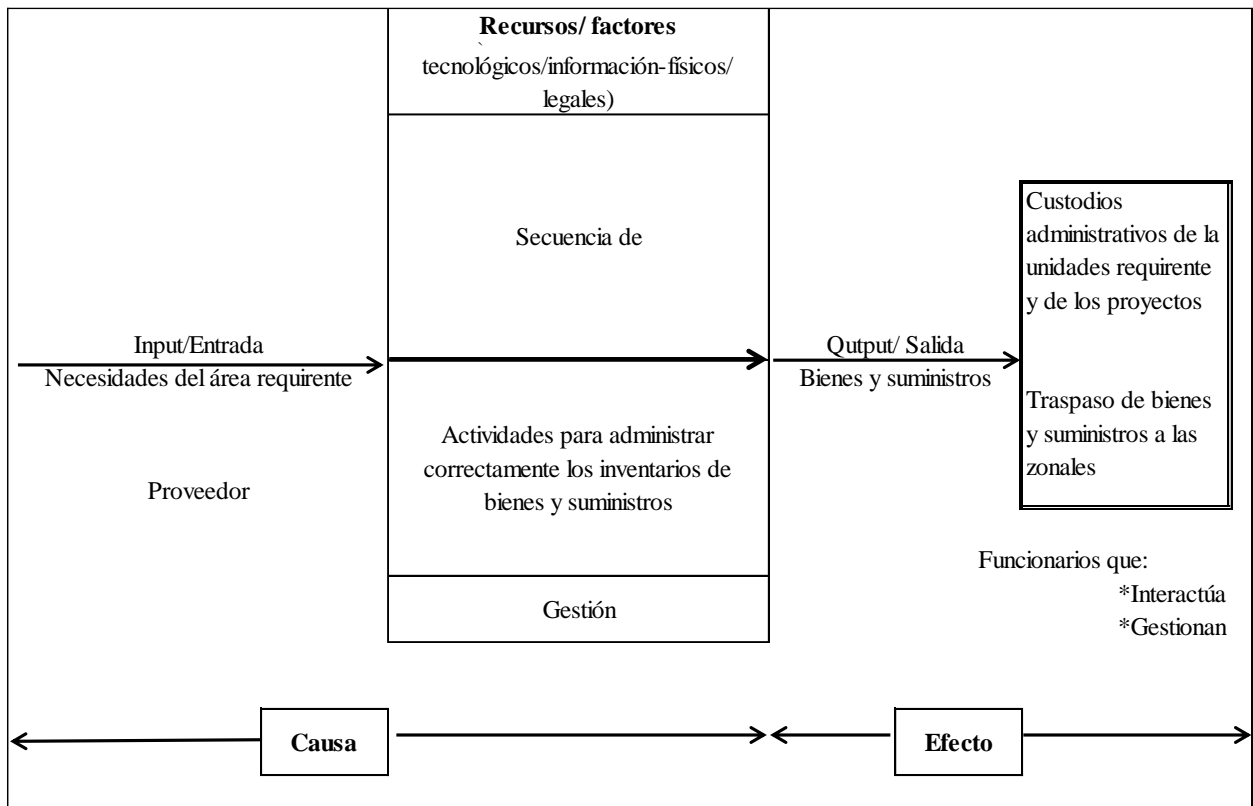 Recursos/ factores
tecnológicos/información-físicos/
legales)
Secuencia de
Input/Entrada
Necesidades del área requirente
Proveedor
Actividades para administrar
correctamente los inventarios de
bienes y suministros
Gestión
Qutput/ Salida
Bienes y suministros
Custodios
administrativos de la
unidades requirente
y de los proyectos
Traspaso de bienes
y suministros a las
zonales
Funcionarios que:
*Interactúa
*Gestionan
Causa
Efecto